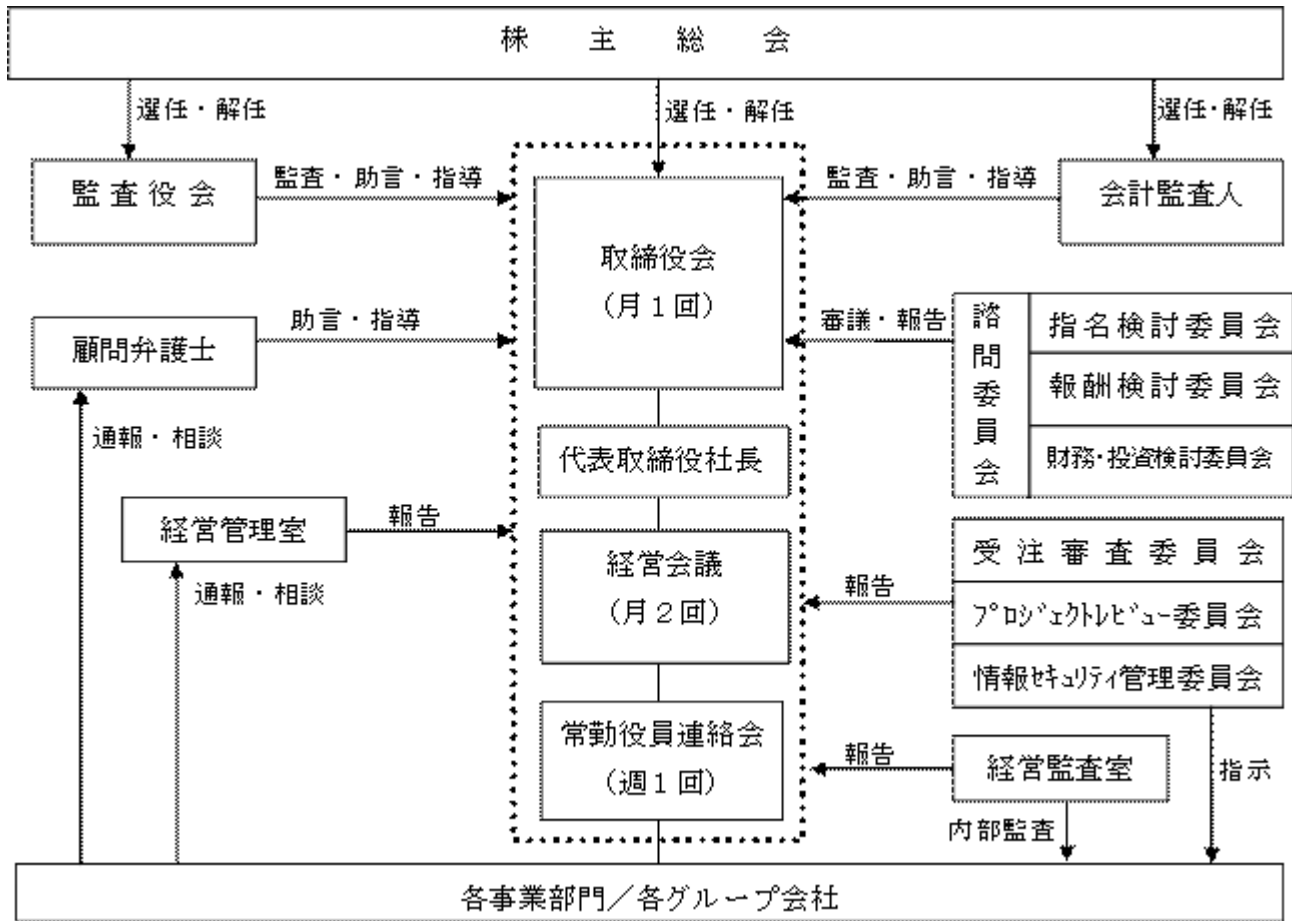 株主総会
選任・解任
選任・解任
選任・解任
監査役会
監査・助言・指導
監査・助言・指導
会計監査人
取締役会
(月1回)
顧問弁護士
助言・指導
審議・報告
諮問委員会
指名検討委員会
報酬検討委員会
財務・投資検討委員会
通報・相談
代表取締役社長
経営管理室
報告
通報・相談
経営会議
(月2回)
報告
受注審査委員会
プロジェクトレビュー委員会
情報セキュリティ管理委員会
常勤役員連絡会
(週1回)
報告
経営監査室
指示
内部監査
各事業部門/各グループ会社